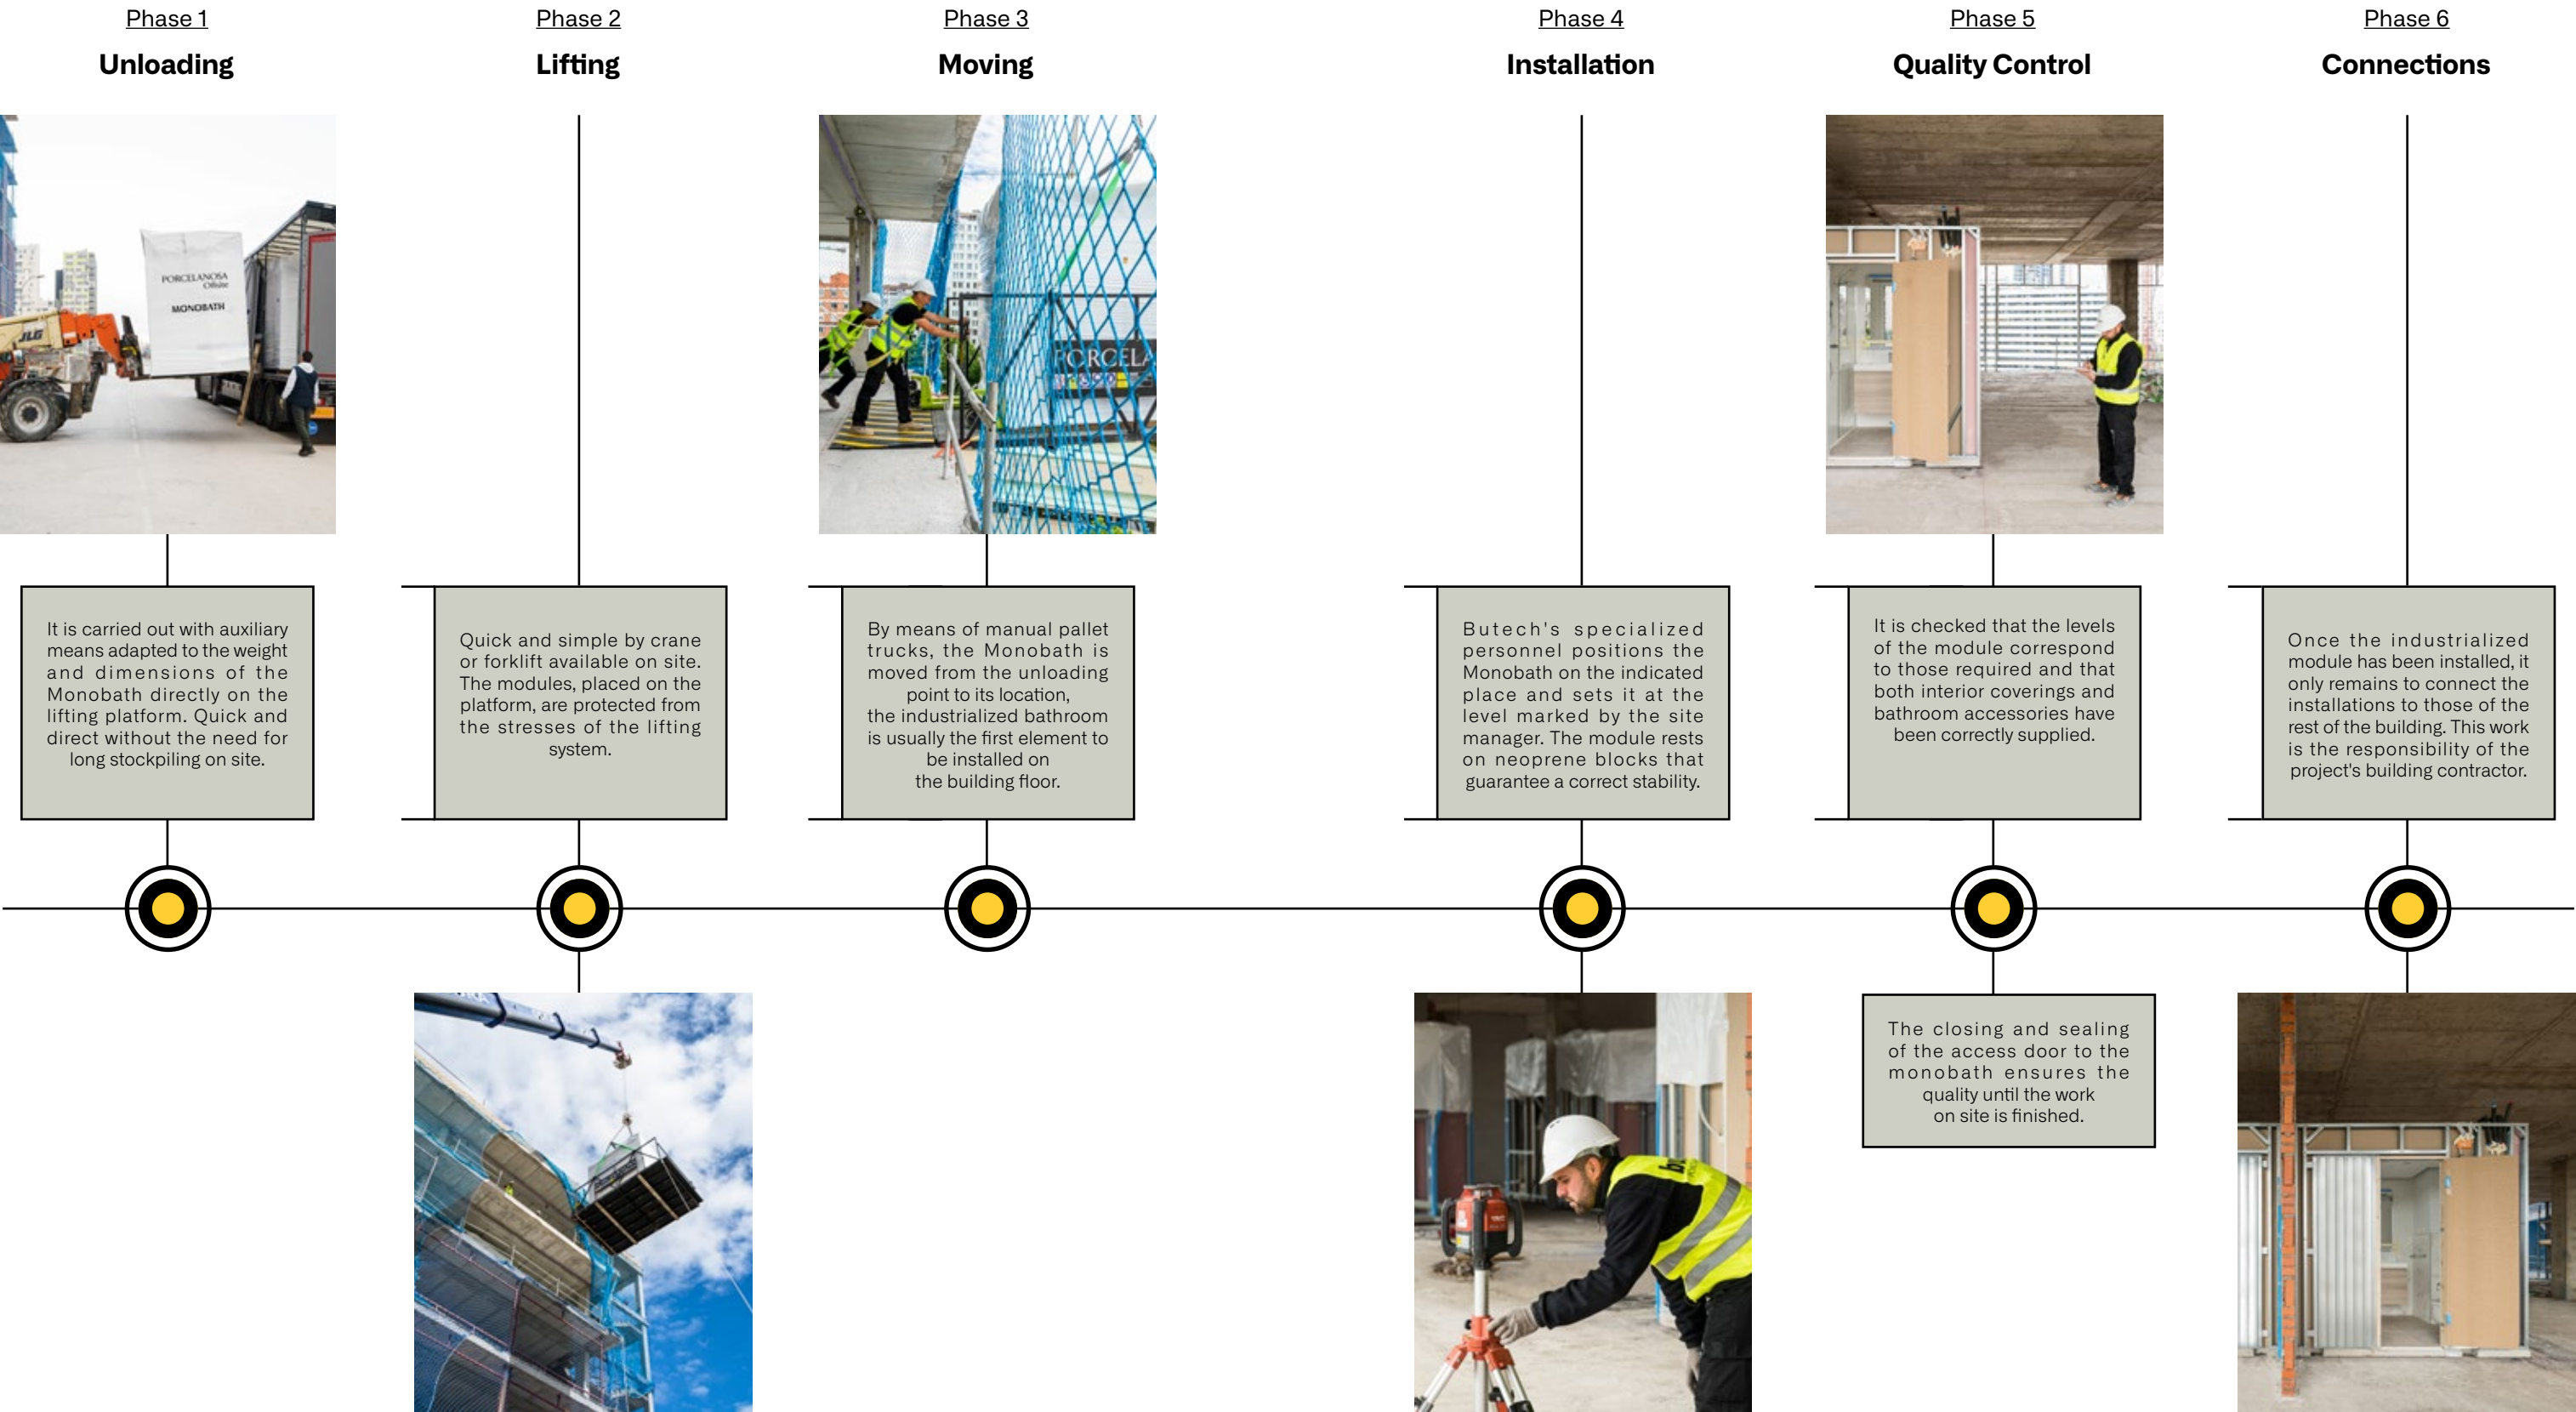 Phase 1
Unloading
PORCELANOSA
Offsite
MONOBATH
JLG
It is carried out with auxiliary
means adapted to the weight
and dimensions of the
Monobath directly on the
lifting platform. Quick and
direct without the need for
long stockpiling on site.
Phase 2
Lifting
Quick and simple by crane
or forklift available on site.
The modules, placed on the
platform, are protected from
the stresses of the lifting
system.
Phase 3
Moving
PORCELA
By means of manual pallet
trucks, the Monobath is
moved from the unloading
point to its location,
the industrialized bathroom
is usually the first element to
be installed on
the building floor.
Phase 4
Installation
Butech's specialized
personnel positions the
Monobath on the indicated
place and sets it at the
level marked by the site
manager. The module rests
on neoprene blocks that
guarantee a correct stability.
Phase 5
Quality Control
It is checked that the levels
of the module correspond
to those required and that
both interior coverings and
bathroom accessories have
been correctly supplied.
The closing and sealing
of the access door to the
monobath ensures the
quality until the work
on site is finished.
Phase 6
Connections
Once the industrialized
module has been installed, it
only remains to connect the
installations to those of the
rest of the building. This work
is the responsibility of the
project's building contractor.